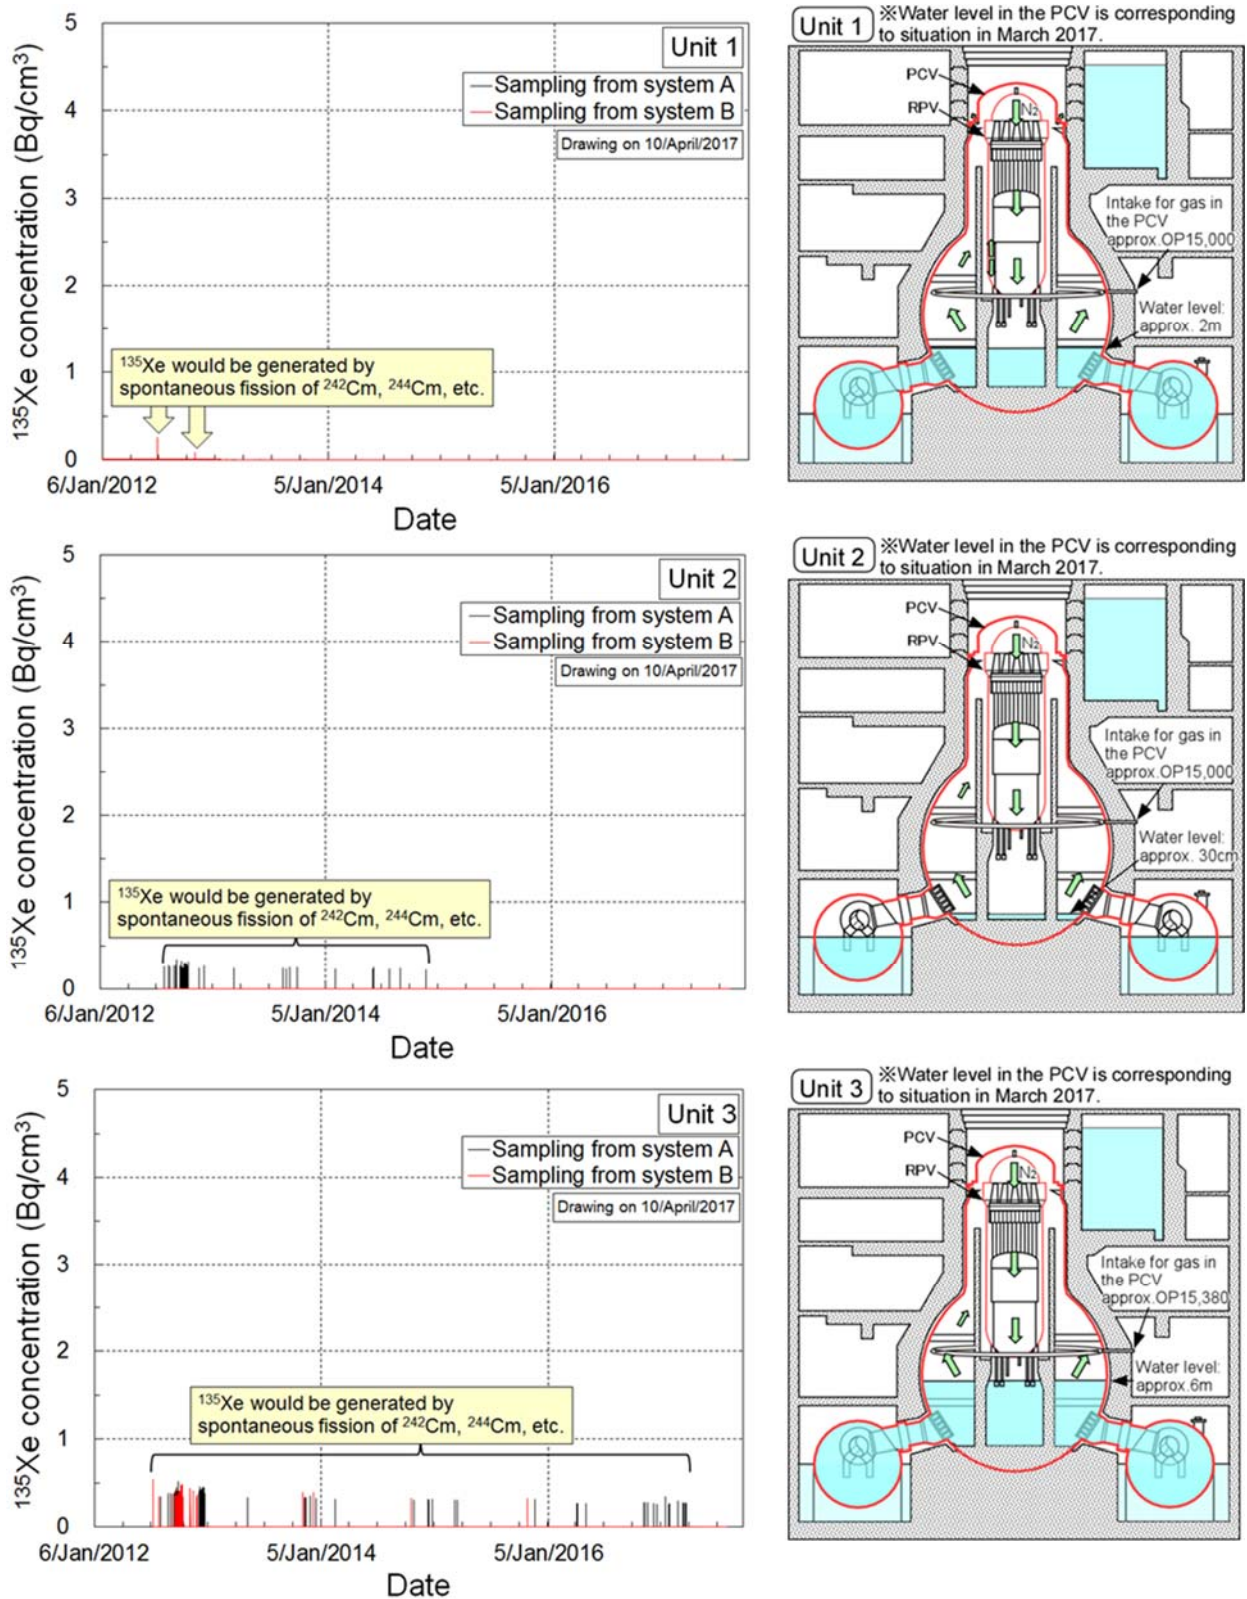 5
4
3
2
1
0
¹³⁵Xe concentration (Bq/cm³)
Unit 1
Sampling from system A
Sampling from system B
Drawing on 10/April/2017
¹³⁵Xe would be generated by
spontaneous fission of ²⁴²Cm, ²⁴⁴Cm, etc.
6/Jan/2012
5/Jan/2014
5/Jan/2016
Date
Unit 1
※Water level in the PCV is corresponding
to situation in March 2017.
PCV
RPV
N₂
Intake for gas in
the PCV
approx.OP15,000
Water level:
approx. 2m
5
4
3
2
1
0
¹³⁵Xe concentration (Bq/cm³)
Unit 2
Sampling from system A
Sampling from system B
Drawing on 10/April/2017
¹³⁵Xe would be generated by
spontaneous fission of ²⁴²Cm, ²⁴⁴Cm, etc.
6/Jan/2012
5/Jan/2014
5/Jan/2016
Date
Unit 2
※Water level in the PCV is corresponding
to situation in March 2017.
PCV
RPV
N₂
Intake for gas in
the PCV
approx.OP15,000
Water level:
approx. 30cm
5
4
3
2
1
0
¹³⁵Xe concentration (Bq/cm³)
Unit 3
Sampling from system A
Sampling from system B
Drawing on 10/April/2017
¹³⁵Xe would be generated by
spontaneous fission of ²⁴²Cm, ²⁴⁴Cm, etc.
6/Jan/2012
5/Jan/2014
5/Jan/2016
Date
Unit 3
※Water level in the PCV is corresponding
to situation in March 2017.
PCV
RPV
N₂
Intake for gas in
the PCV
approx.OP15,380
Water level:
approx.6m